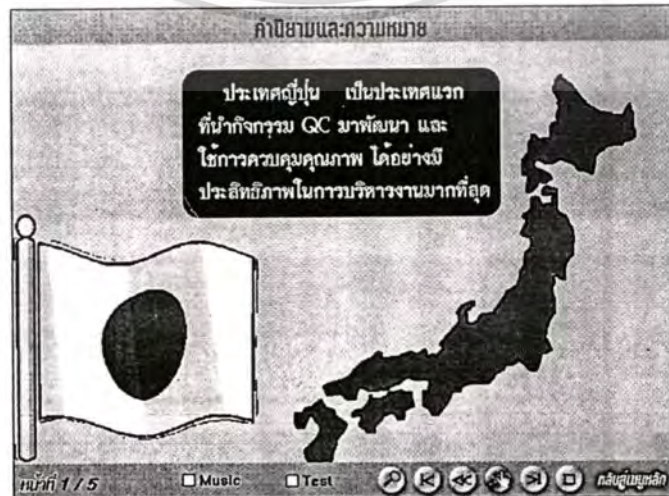 คำนิยามและความหมาย
ประเทศญี่ปุ่น เป็นประเทศแรก
ที่นำกิจกรรม QC มาพัฒนา และ
ใช้การควบคุมคุณภาพ ได้อย่างมี
ประสิทธิภาพในการบริหารงานมากที่สุด
หน้าที่ 1 / 5 Music Test กลับสู่เมนูหลัก